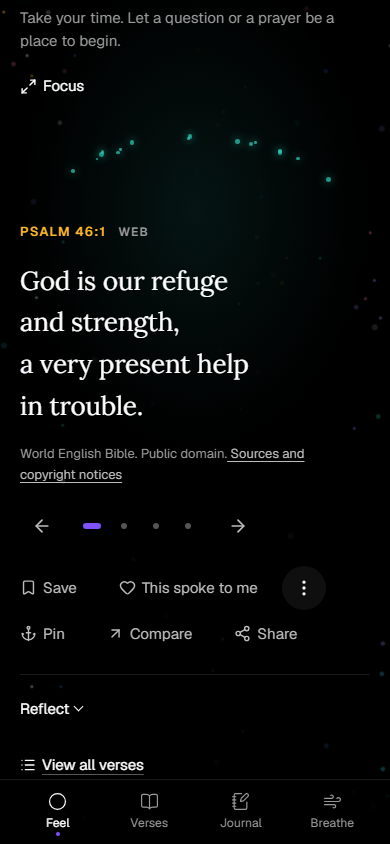 Take your time. Let a question or a prayer be a
place to begin.
Focus
PSALM 46:1 WEB
God is our refuge
and strength,
a very present help
in trouble.
World English Bible. Public domain. Sources and
copyright notices
Save
This spoke to me
Pin
Compare
Share
Reflect
View all verses
Feel
Verses
Journal
Breathe